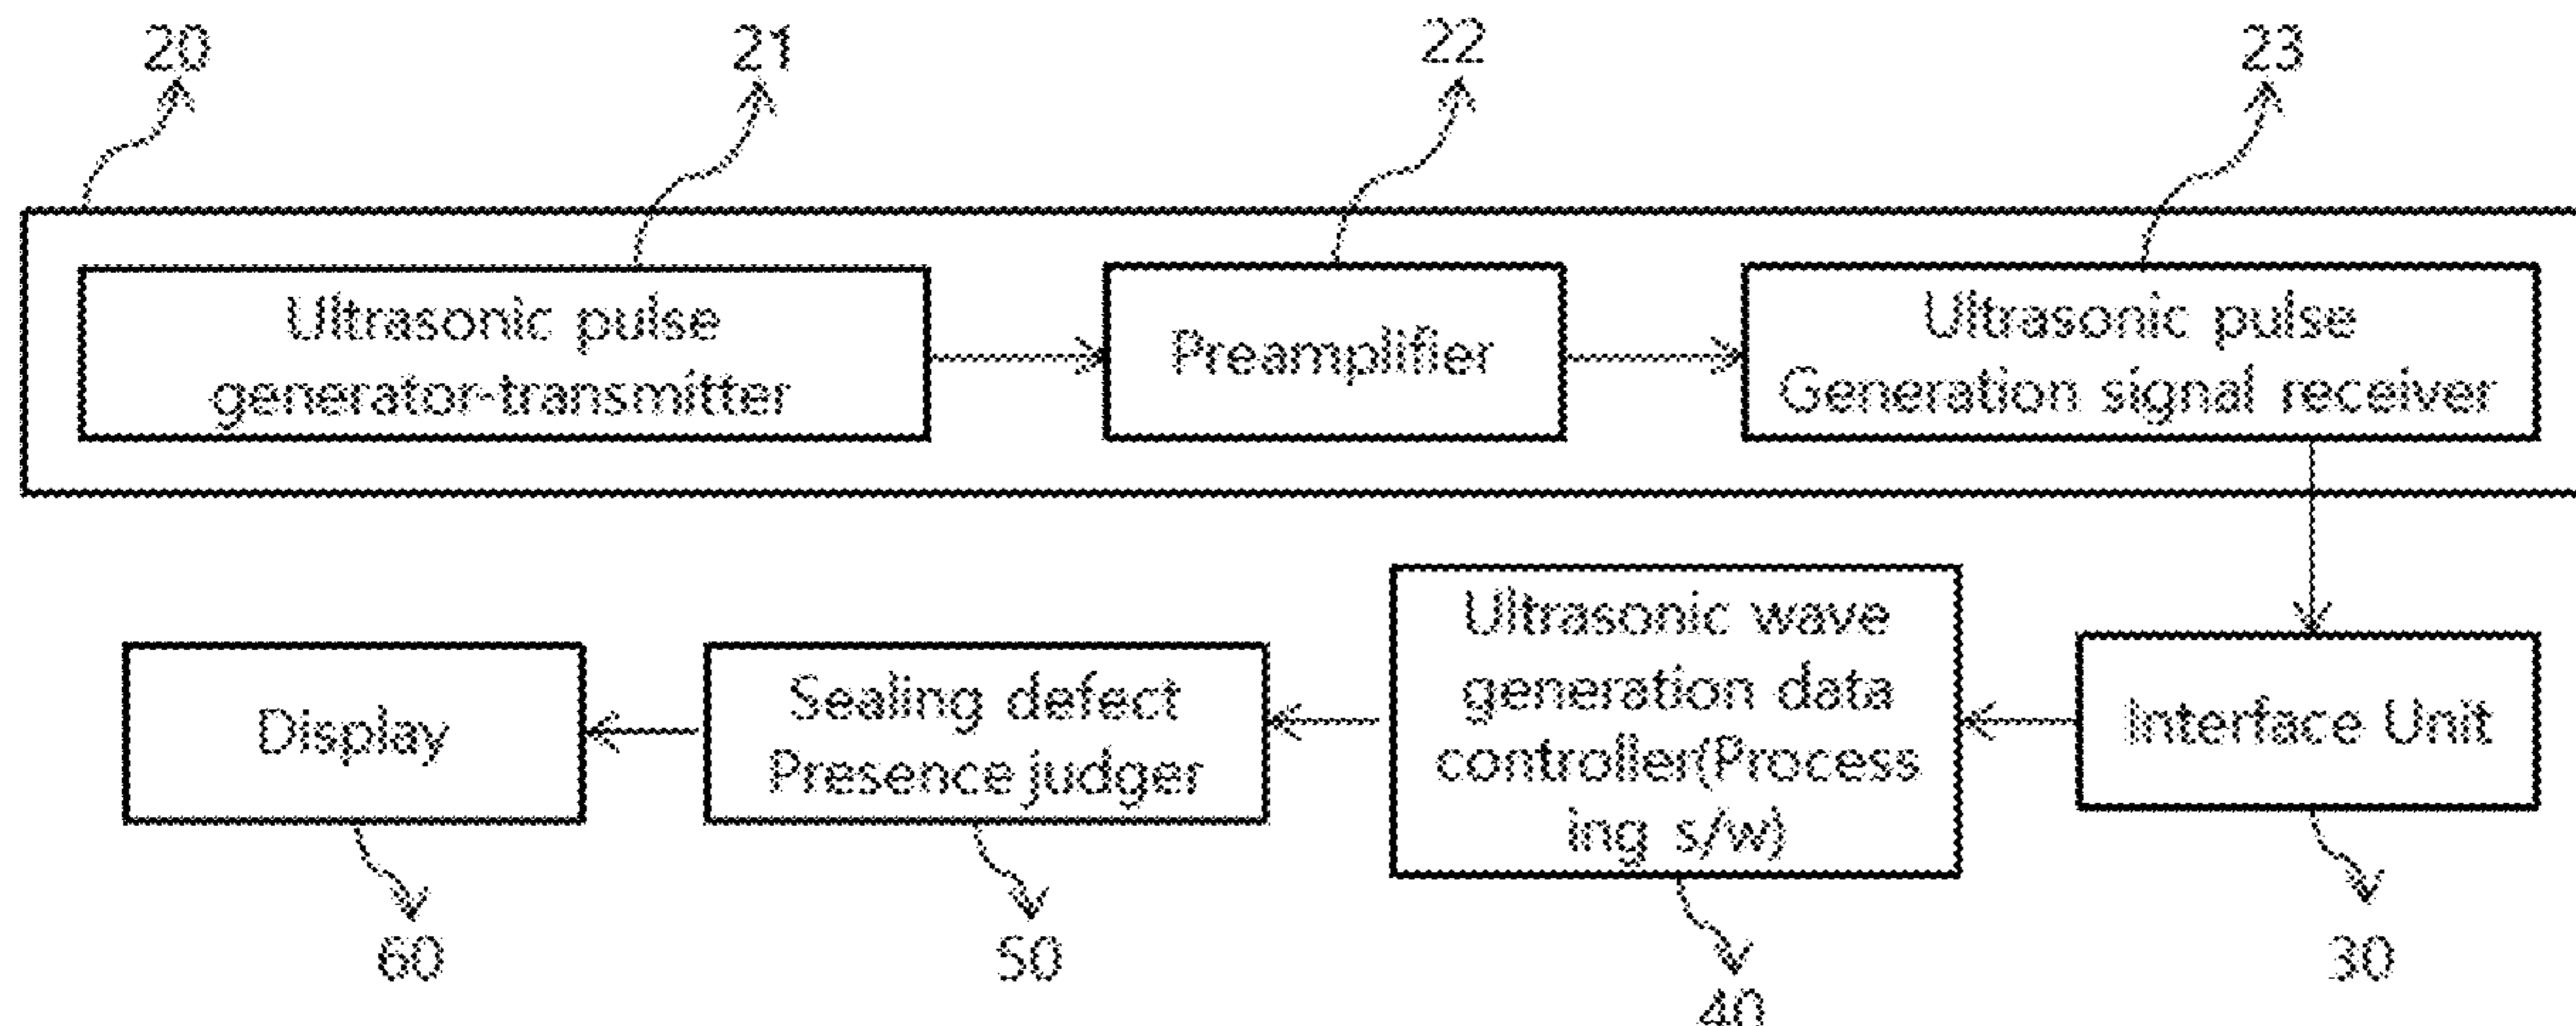 20
21
22
23
Ultrasonic pulse
generator-transmitter
Preamplifier
Ultrasonic pulse
Generation signal receiver
Display
Sealing defect
Presence judger
Ultrasonic wave
generation data
controller(Process
ing s/w)
Interface Unit
60
50
40
30